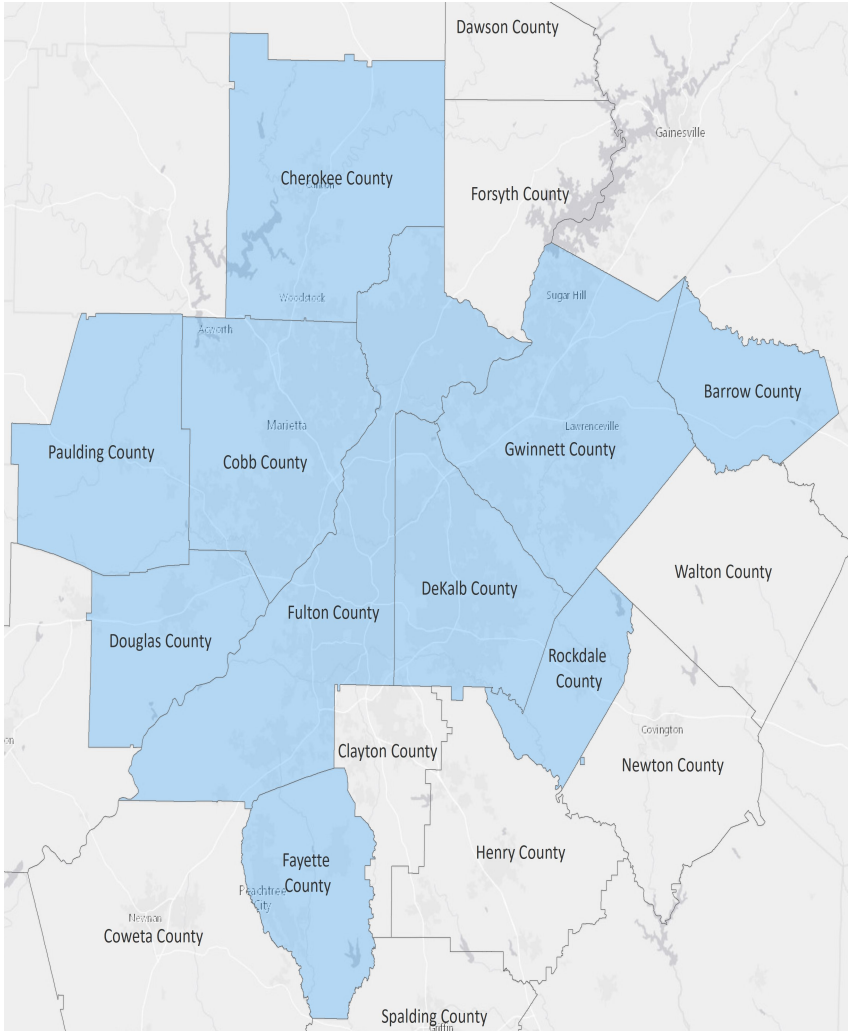 Dawson County
Gainesville
Cherokee County
Forsyth County
Woodstock
Sugar Hill
Acworth
Barrow County
Marietta
Lawrenceville
Paulding County
Gwinnett County
Cobb County
Walton County
DeKalb County
Fulton County
Douglas County
Rockdale
County
Covington
on
Clayton County
Newton County
Henry County
Fayette
County
Peachtree
City
Newnan
Coweta County
Spalding County
Griffin